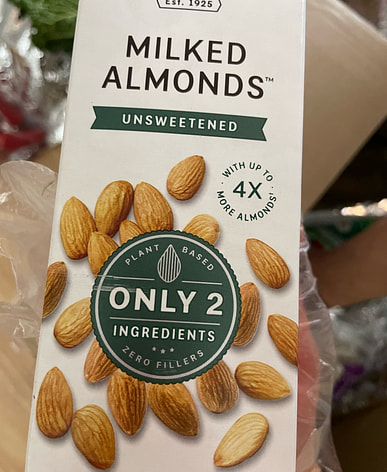 Est. 1925
MILKED
ALMONDS™
UNSWEETENED
WITH UP TO
4X
MORE ALMONDS!
PLANT BASED
ONLY 2
INGREDIENTS
ZERO FILLERS